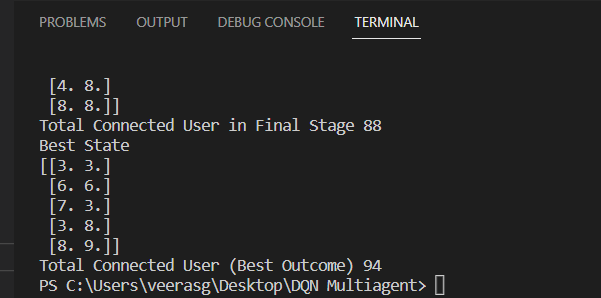 PROBLEMS OUTPUT DEBUG CONSOLE TERMINAL
[4. 8.]
[8. 8.]]
Total Connected User in Final Stage 88
Best State
[[3. 3.]
[6. 6.]
[7. 3.]
[3. 8.]
[8. 9.]]
Total Connected User (Best Outcome) 94
PS C:\Users\veerasg\Desktop\DQN Multiagent>